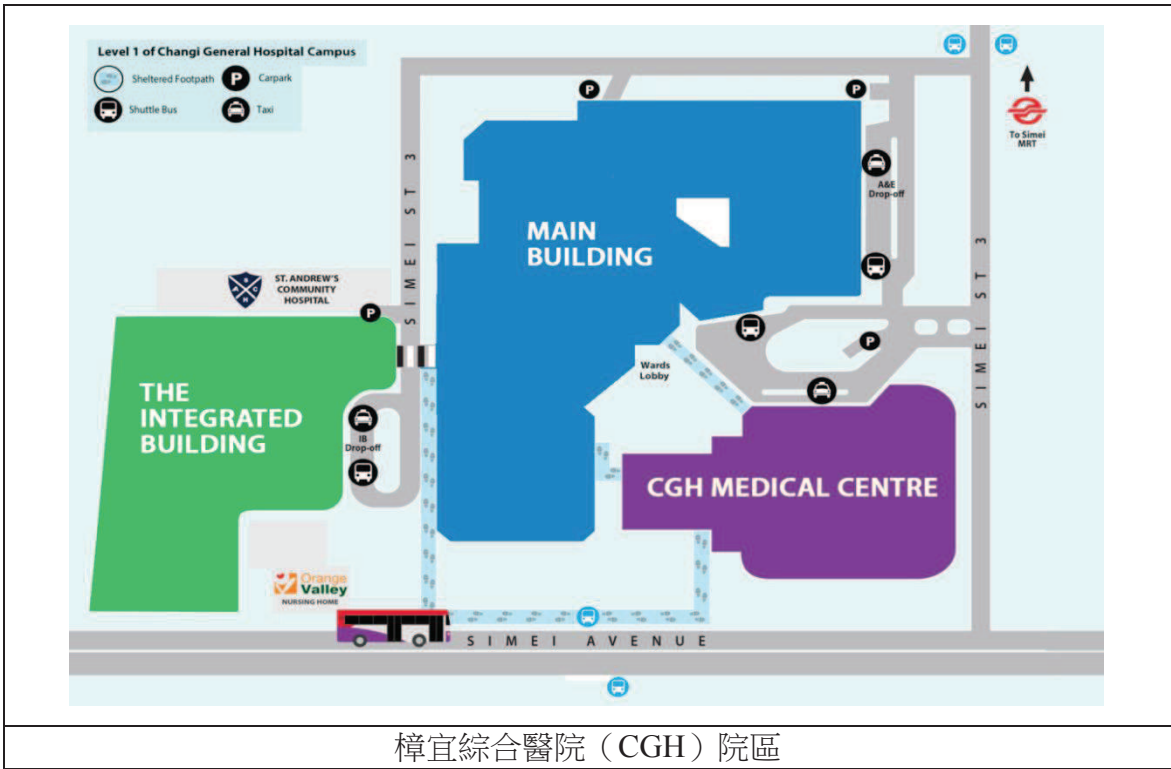 Level 1 of Changi General Hospital Campus
Sheltered Footpath
P
Carpark
Shuttle Bus
Taxi
P
P
To Simei
MRT
A&E
Drop-off
SIMEI ST 3
MAIN
BUILDING
SIMEI ST 3
S
A
C
H
ST. ANDREW'S
COMMUNITY
HOSPITAL
P
P
Wards
Lobby
THE
INTEGRATED
BUILDING
IB
Drop-off
CGH MEDICAL CENTRE
Orange
Valley
NURSING HOME
SIMEI AVENUE
樟宜綜合醫院（CGH）院區